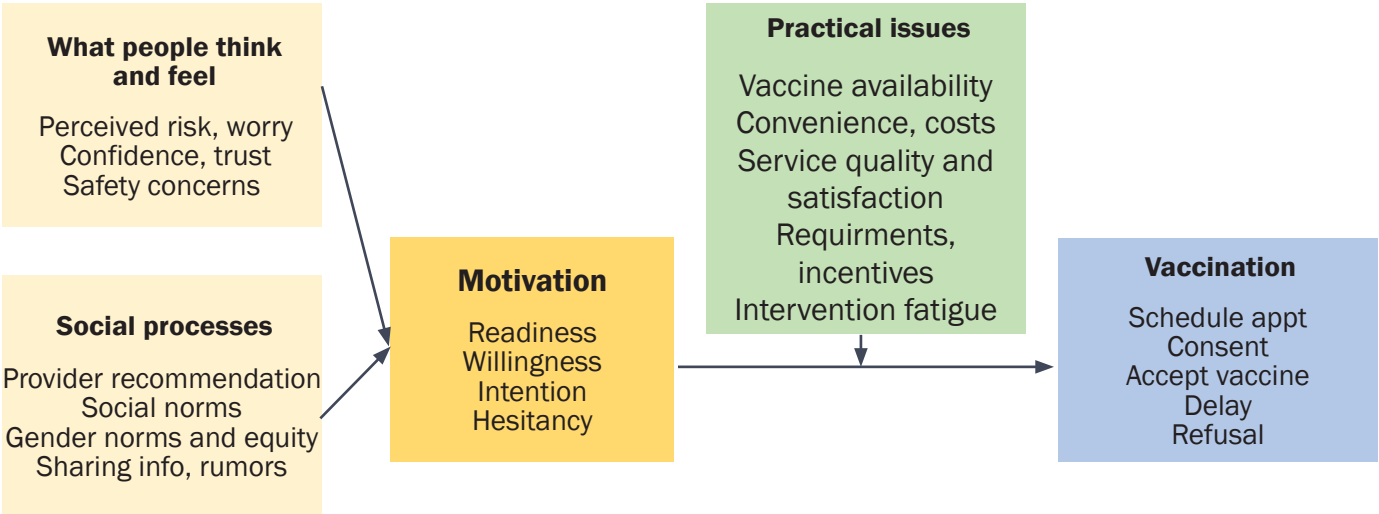 What people think
and feel
Perceived risk, worry
Confidence, trust
Safety concerns
Social processes
Provider recommendation
Social norms
Gender norms and equity
Sharing info, rumors
Motivation
Readiness
Willingness
Intention
Hesitancy
Practical issues
Vaccine availability
Convenience, costs
Service quality and
satisfaction
Requirments,
incentives
Intervention fatigue
Vaccination
Schedule appt
Consent
Accept vaccine
Delay
Refusal